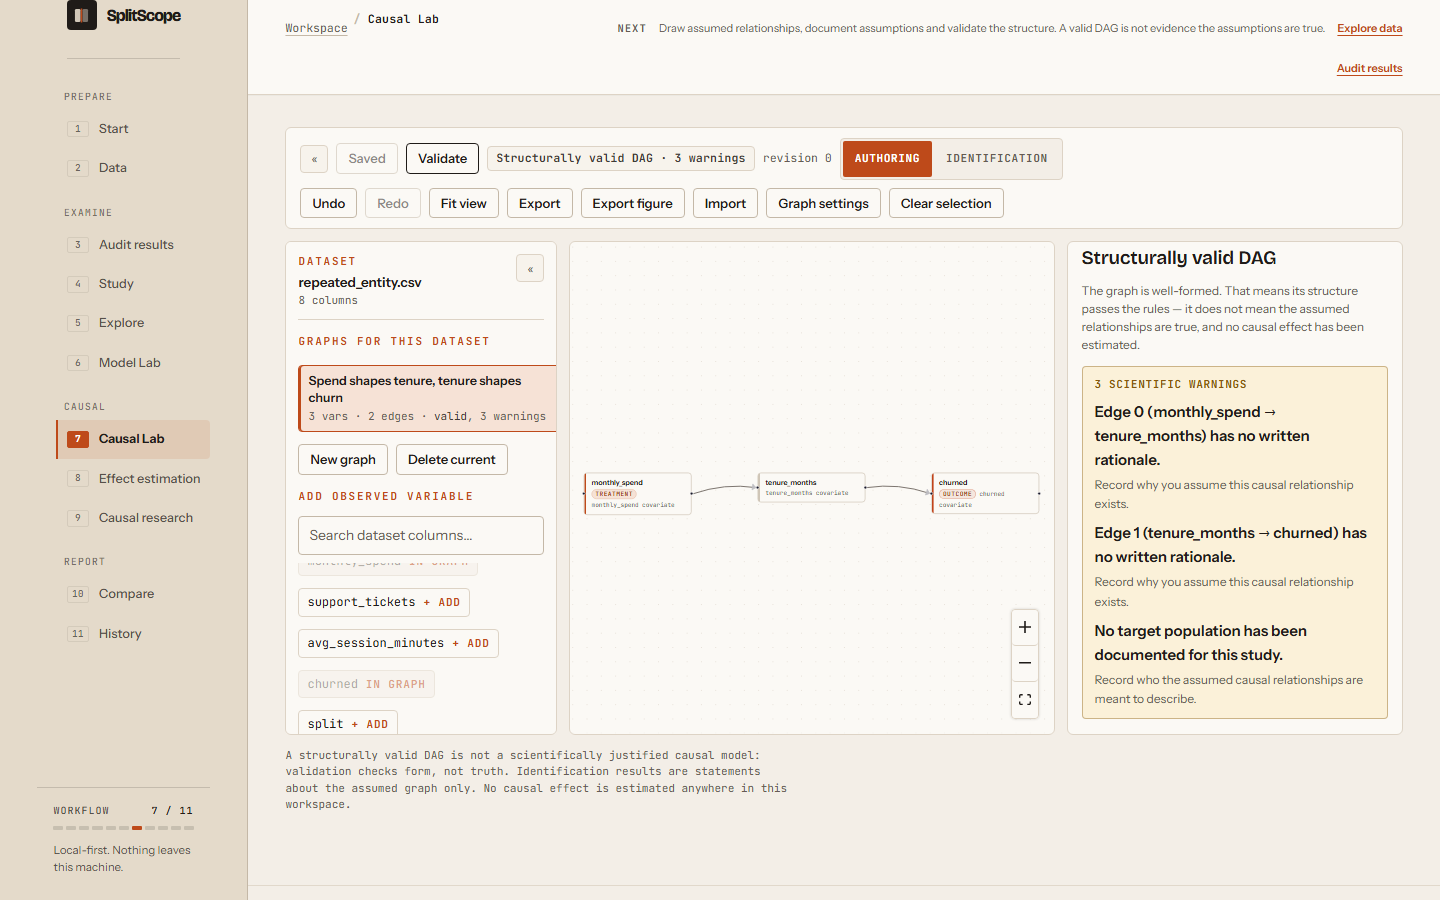 SplitScope
PREPARE
1 Start
2 Data
EXAMINE
3 Audit results
4 Study
5 Explore
6 Model Lab
CAUSAL
7 Causal Lab
8 Effect estimation
9 Causal research
REPORT
10 Compare
11 History
WORKFLOW 7 / 11
Local-first. Nothing leaves
this machine.
Workspace / Causal Lab
NEXT Draw assumed relationships, document assumptions and validate the structure. A valid DAG is not evidence the assumptions are true. Explore data
Audit results
« Saved Validate Structurally valid DAG · 3 warnings revision 0 AUTHORING IDENTIFICATION
Undo Redo Fit view Export Export figure Import Graph settings Clear selection
DATASET «
repeated_entity.csv
8 columns
GRAPHS FOR THIS DATASET
Spend shapes tenure, tenure shapes
churn
3 vars · 2 edges · valid, 3 warnings
New graph Delete current
ADD OBSERVED VARIABLE
Search dataset columns...
monthly_spend IN GRAPH
support_tickets + ADD
avg_session_minutes + ADD
churned IN GRAPH
split + ADD
monthly_spend
TREATMENT
monthly_spend covariate
tenure_months
tenure_months covariate
churned
OUTCOME churned
covariate
+
−
Structurally valid DAG
The graph is well-formed. That means its structure
passes the rules — it does not mean the assumed
relationships are true, and no causal effect has been
estimated.
3 SCIENTIFIC WARNINGS
Edge 0 (monthly_spend →
tenure_months) has no written
rationale.
Record why you assume this causal relationship
exists.
Edge 1 (tenure_months → churned) has
no written rationale.
Record why you assume this causal relationship
exists.
No target population has been
documented for this study.
Record who the assumed causal relationships are
meant to describe.
A structurally valid DAG is not a scientifically justified causal model:
validation checks form, not truth. Identification results are statements
about the assumed graph only. No causal effect is estimated anywhere in this
workspace.